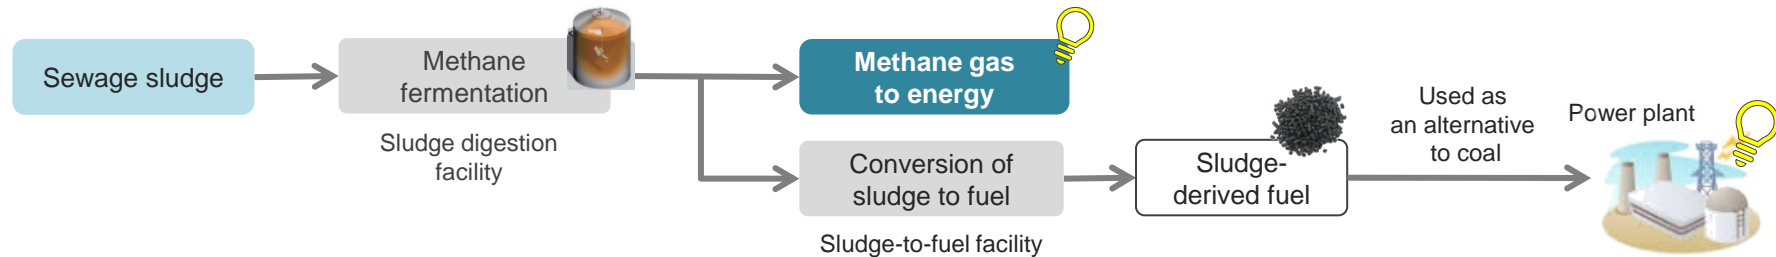 Sewage sludge
Methane
fermentation
Sludge digestion
facility
Methane gas
to energy
Conversion of
sludge to fuel
Sludge-to-fuel facility
Sludge-
derived fuel
Used as
an alternative
to coal
Power plant